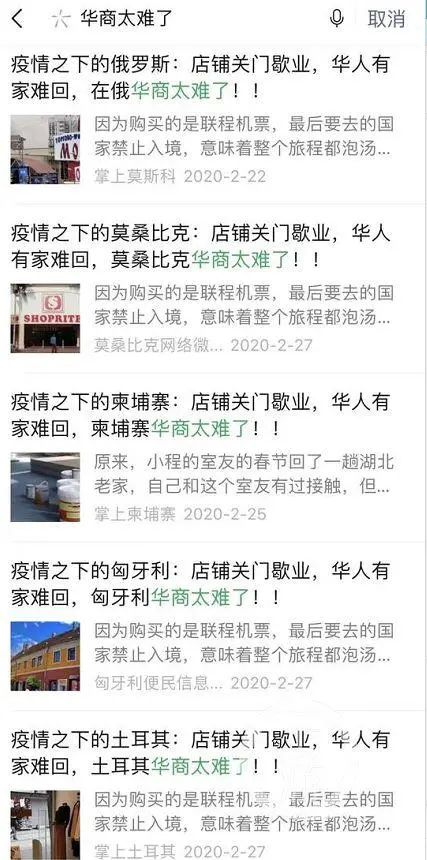 华商太难了 取消
疫情之下的俄罗斯：店铺关门歇业，华人有
家难回，在俄华商太难了！！
因为购买的是联程机票，最后要去的国
家禁止入境，意味着整个旅程都泡汤...
掌上莫斯科 2020-2-22
疫情之下的莫桑比克：店铺关门歇业，华人
有家难回，莫桑比克华商太难了！！
SHOPRITE
因为购买的是联程机票，最后要去的国
家禁止入境，意味着整个旅程都泡汤...
莫桑比克网络微... 2020-2-27
疫情之下的柬埔寨：店铺关门歇业，华人有
家难回，柬埔寨华商太难了！！
原来，小程的室友的春节回了一趟湖北
老家，自己和这个室友有过接触，但...
掌上柬埔寨 2020-2-25
疫情之下的匈牙利：店铺关门歇业，华人有
家难回，匈牙利华商太难了！！
因为购买的是联程机票，最后要去的国
家禁止入境，意味着整个旅程都泡汤...
匈牙利便民信息... 2020-2-27
疫情之下的土耳其：店铺关门歇业，华人有
家难回，土耳其华商太难了！！
因为购买的是联程机票，最后要去的国
家禁止入境，意味着整个旅程都泡汤...
掌上土耳其 2020-2-27